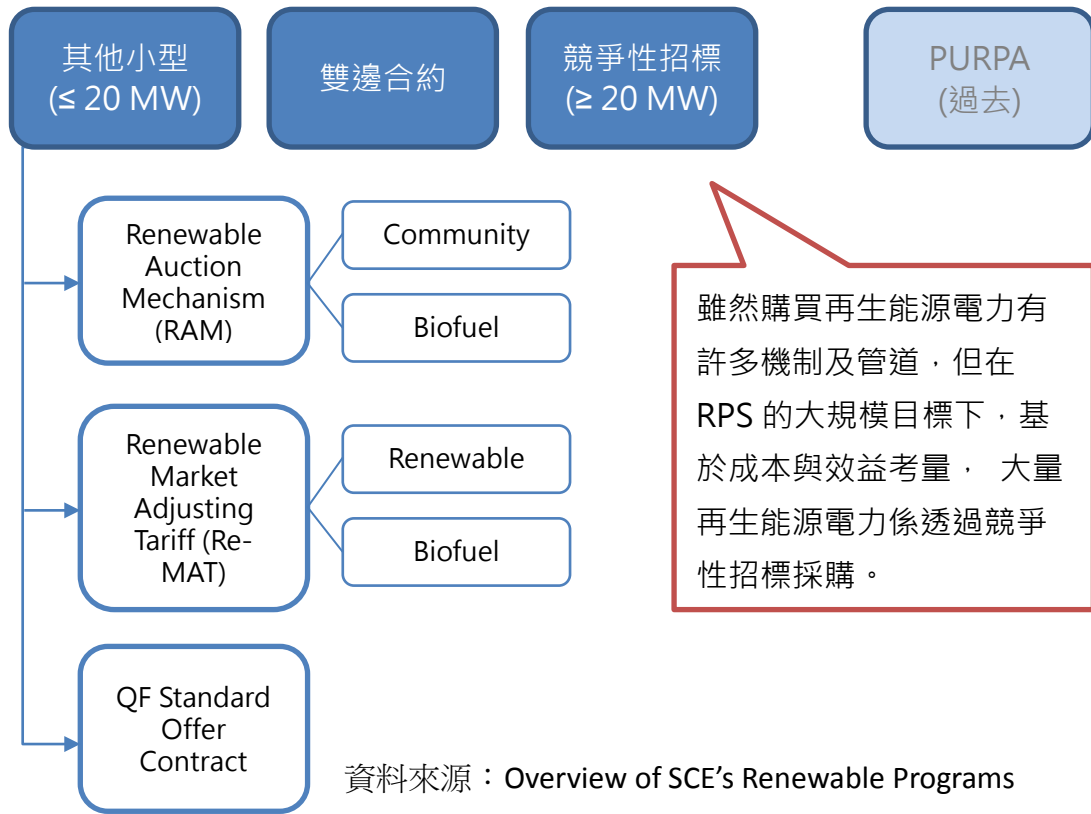 其他小型
(≤ 20 MW)
雙邊合約
競爭性招標
(≥ 20 MW)
PURPA
(過去)
Renewable
Auction
Mechanism
(RAM)
Community
Biofuel
Renewable
Market
Adjusting
Tariff (Re-
MAT)
Renewable
Biofuel
QF Standard
Offer
Contract
雖然購買再生能源電力有
許多機制及管道，但在
RPS 的大規模目標下，基
於成本與效益考量， 大量
再生能源電力係透過競爭
性招標採購。
資料來源：Overview of SCE’s Renewable Programs